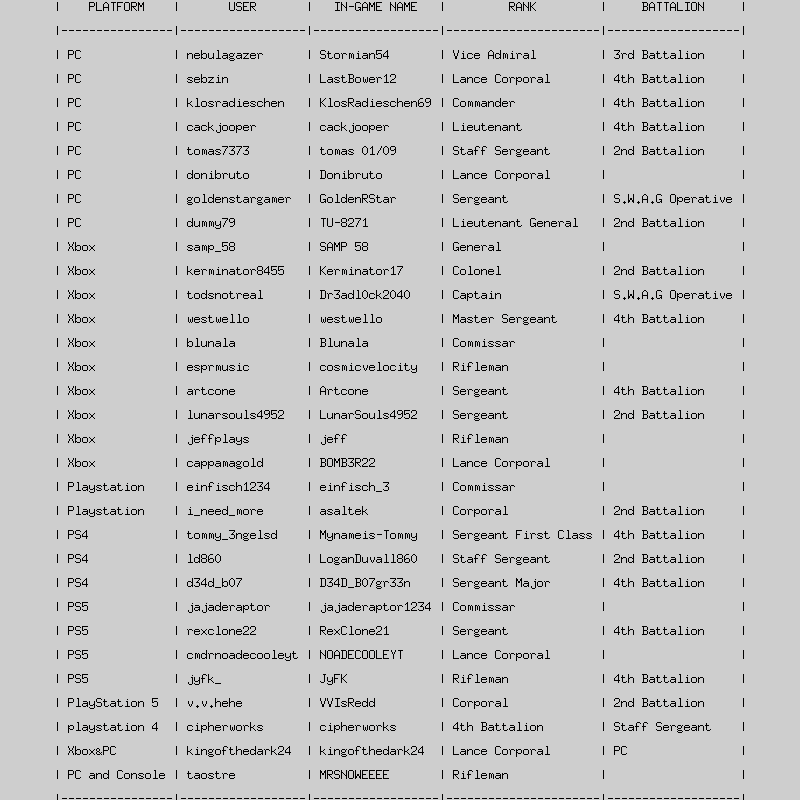 | PLATFORM | USER | IN-GAME NAME | RANK | BATTALION |
|----------------|------------------|------------------|----------------------|-------------------|
| PC | nebulagazer | Stormian54 | Vice Admiral | 3rd Battalion |
| PC | sebzin | LastBower12 | Lance Corporal | 4th Battalion |
| PC | klosradieschen | KlosRadieschen69 | Commander | 4th Battalion |
| PC | cackjooper | cackjooper | Lieutenant | 4th Battalion |
| PC | tomas7373 | tomas 01/09 | Staff Sergeant | 2nd Battalion |
| PC | donibruto | Donibruto | Lance Corporal | |
| PC | goldenstargamer | GoldenRStar | Sergeant | S.W.A.G Operative |
| PC | dummy79 | TU-8271 | Lieutenant General | 2nd Battalion |
| Xbox | samp_58 | SAMP 58 | General | |
| Xbox | kerminator8455 | Kerminator17 | Colonel | 2nd Battalion |
| Xbox | todsnotreal | Dr3adl0ck2040 | Captain | S.W.A.G Operative |
| Xbox | westwello | westwello | Master Sergeant | 4th Battalion |
| Xbox | blunala | Blunala | Commissar | |
| Xbox | esprmusic | cosmicvelocity | Rifleman | |
| Xbox | artcone | Artcone | Sergeant | 4th Battalion |
| Xbox | lunarsouls4952 | LunarSouls4952 | Sergeant | 2nd Battalion |
| Xbox | jeffplays | jeff | Rifleman | |
| Xbox | cappamagold | BOMB3R22 | Lance Corporal | |
| Playstation | einfisch1234 | einfisch_3 | Commissar | |
| Playstation | i_need_more | asaltek | Corporal | 2nd Battalion |
| PS4 | tommy_3ngelsd | Mynameis-Tommy | Sergeant First Class | 4th Battalion |
| PS4 | ld860 | LoganDuvall860 | Staff Sergeant | 2nd Battalion |
| PS4 | d34d_b07 | D34D_B07gr33n | Sergeant Major | 4th Battalion |
| PS5 | jajaderaptor | jajaderaptor1234 | Commissar | |
| PS5 | rexclone22 | RexClone21 | Sergeant | 4th Battalion |
| PS5 | cmdrnoadecooleyt | NOADECOOLEYT | Lance Corporal | |
| PS5 | jyfk_ | JyFK | Rifleman | 4th Battalion |
| PlayStation 5 | v.v.hehe | VVIsRedd | Corporal | 2nd Battalion |
| playstation 4 | cipherworks | cipherworks | 4th Battalion | Staff Sergeant |
| Xbox&PC | kingofthedark24 | kingofthedark24 | Lance Corporal | PC |
| PC and Console | taostre | MRSNOWEEEE | Rifleman | |
|----------------|------------------|------------------|----------------------|-------------------|